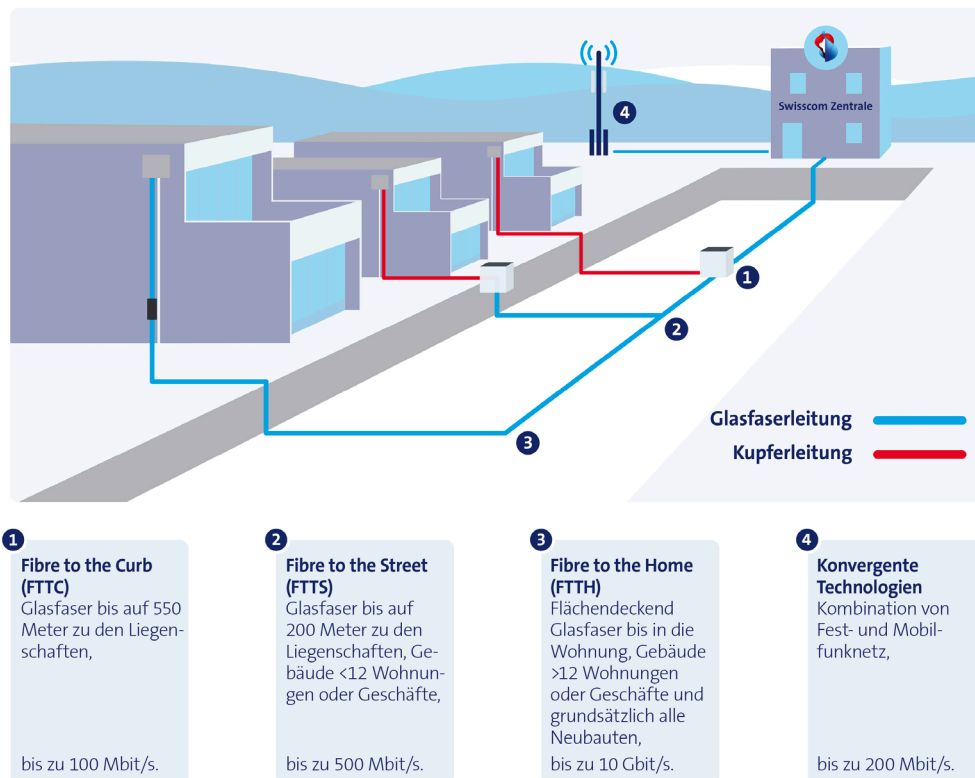 Swisscom Zentrale
4
1
2
3
Glasfaserleitung
Kupferleitung
1
Fibre to the Curb
(FTTC)
Glasfaser bis auf 550
Meter zu den Liegen-
schaften,
bis zu 100 Mbit/s.
2
Fibre to the Street
(FTTS)
Glasfaser bis auf
200 Meter zu den
Liegenschaften, Ge-
bäude <12 Wohnun-
gen oder Geschäfte,
bis zu 500 Mbit/s.
3
Fibre to the Home
(FTTH)
Flächendeckend
Glasfaser bis in die
Wohnung, Gebäude
>12 Wohnungen
oder Geschäfte und
grundsätzlich alle
Neubauten,
bis zu 10 Gbit/s.
4
Konvergente
Technologien
Kombination von
Fest- und Mobil-
funknetz,
bis zu 200 Mbit/s.